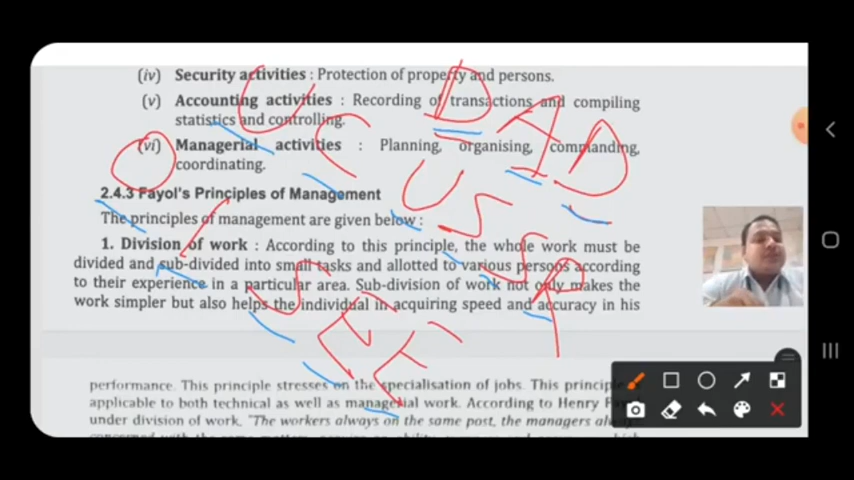 (iv) Security activities : Protection of property and persons.
(v) Accounting activities : Recording of transactions and compiling
statistics and controlling.
(vi) Managerial activities : Planning, organising, commanding,
coordinating.
2.4.3 Fayol's Principles of Management
The principles of management are given below :
1. Division of work : According to this principle, the whole work must be
divided and sub-divided into small tasks and allotted to various persons according
to their experience in a particular area. Sub-division of work not only makes the
work simpler but also helps the individual in acquiring speed and accuracy in his
performance. This principle stresses on the specialisation of jobs. This principle
applicable to both technical as well as managerial work. According to Henry
under division of work, "The workers always on the same post, the managers